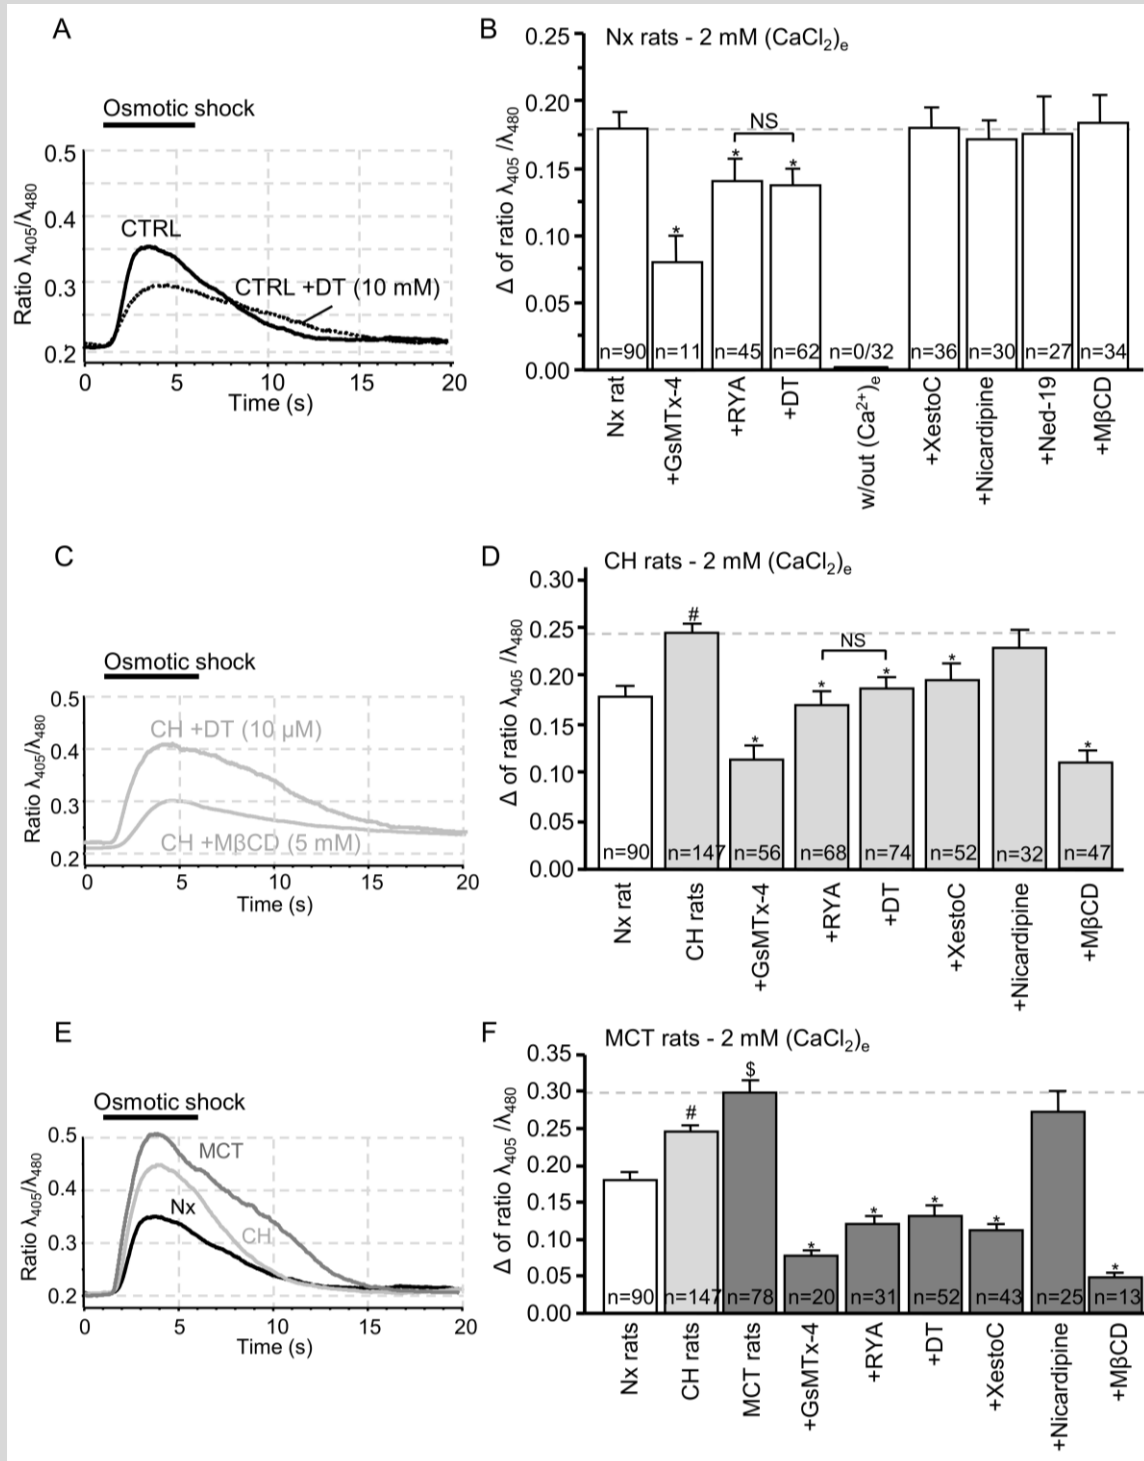 A
Osmotic shock
0.5
0.4
0.3
0.2
Ratio λ405/λ480
CTRL
CTRL +DT (10 mM)
0 5 10 15 20
Time (s)
B
Nx rats - 2 mM (CaCl2)e
0.25
0.20
0.15
0.10
0.05
0.00
Δ of ratio λ405 /λ480
NS
* * * 
n=90 n=11 n=45 n=62 n=0/32 n=36 n=30 n=27 n=34
Nx rat
+GsMTx-4
+RYA
+DT
w/out (Ca2+)e
+XestoC
+Nicardipine
+Ned-19
+MβCD
C
Osmotic shock
0.5
0.4
0.3
0.2
Ratio λ405/λ480
CH +DT (10 µM)
CH +MβCD (5 mM)
0 5 10 15 20
Time (s)
D
CH rats - 2 mM (CaCl2)e
0.30
0.25
0.20
0.15
0.10
0.05
0.00
Δ of ratio λ405 /λ480
NS
# * * * * *
n=90 n=147 n=56 n=68 n=74 n=52 n=32 n=47
Nx rat
CH rats
+GsMTx-4
+RYA
+DT
+XestoC
+Nicardipine
+MβCD
E
Osmotic shock
0.5
0.4
0.3
0.2
Ratio λ405/λ480
MCT
Nx
CH
0 5 10 15 20
Time (s)
F
MCT rats - 2 mM (CaCl2)e
0.35
0.30
0.25
0.20
0.15
0.10
0.05
0.00
Δ of ratio λ405 /λ480
# $ * * * * *
n=90 n=147 n=78 n=20 n=31 n=52 n=43 n=25 n=13
Nx rats
CH rats
MCT rats
+GsMTx-4
+RYA
+DT
+XestoC
+Nicardipine
+MβCD